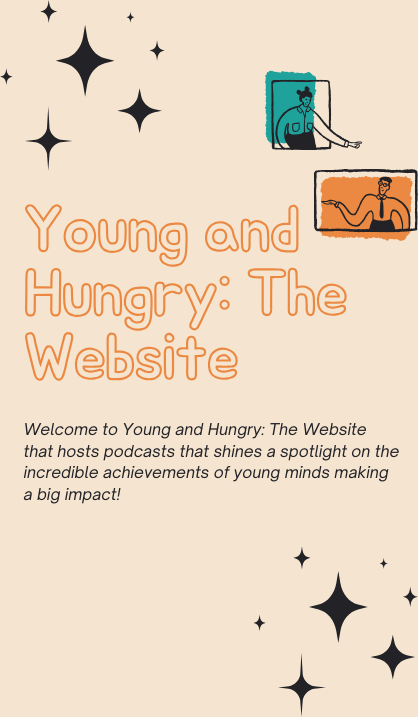 Young and
Hungry: The
Website
Welcome to Young and Hungry: The Website
that hosts podcasts that shines a spotlight on the
incredible achievements of young minds making
a big impact!